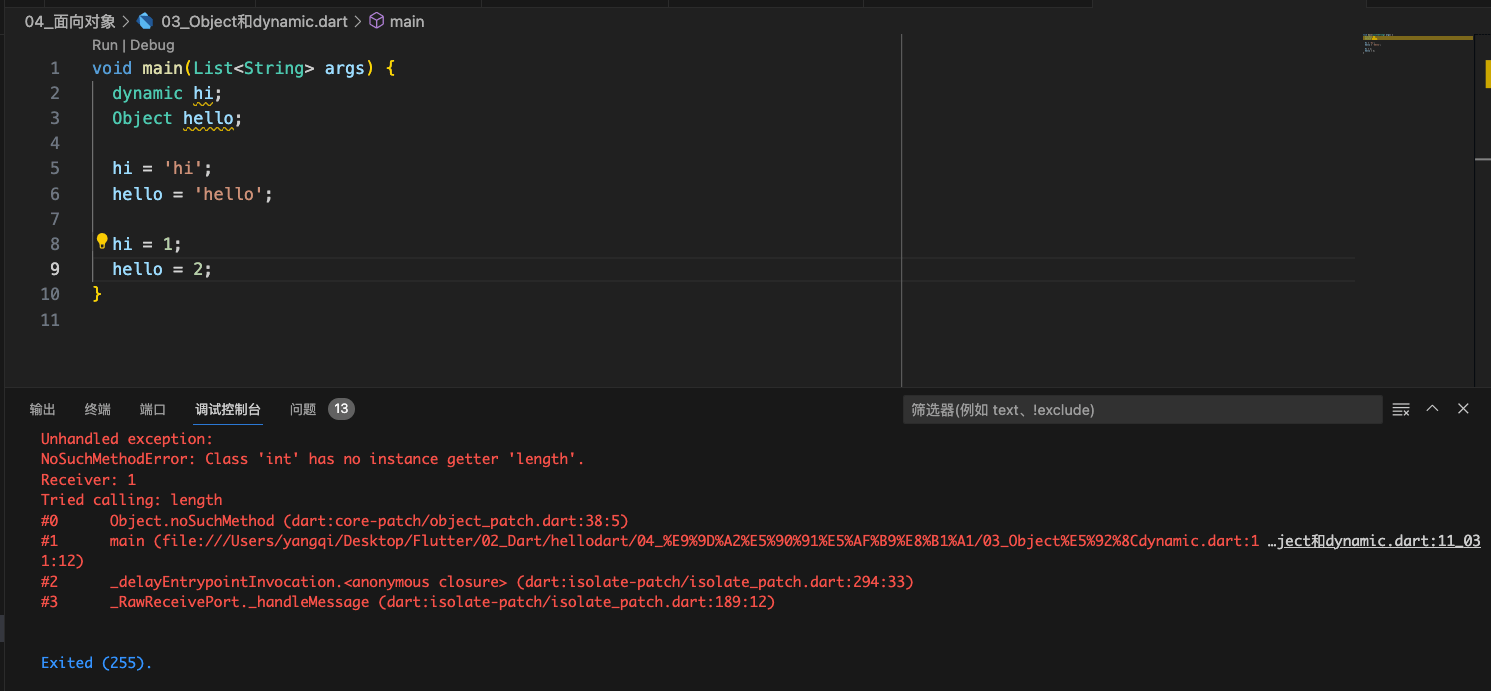 04_面向对象 > 03_Object和dynamic.dart > main
Run | Debug
1 void main(List<String> args) {
2 dynamic hi;
3 Object hello;
4
5 hi = 'hi';
6 hello = 'hello';
7
8 hi = 1;
9 hello = 2;
10 }
11
输出 终端 端口 调试控制台 问题 13 筛选器(例如 text、!exclude)
Unhandled exception:
NoSuchMethodError: Class 'int' has no instance getter 'length'.
Receiver: 1
Tried calling: length
#0 Object.noSuchMethod (dart:core-patch/object_patch.dart:38:5)
#1 main (file:///Users/yangqi/Desktop/Flutter/02_Dart/hellodart/04_%E9%9D%A2%E5%90%91%E5%AF%B9%E8%B1%A1/03_Object%E5%92%8Cdynamic.dart:1 …ject和dynamic.dart:11_03
1:12)
#2 _delayEntrypointInvocation.<anonymous closure> (dart:isolate-patch/isolate_patch.dart:294:33)
#3 _RawReceivePort._handleMessage (dart:isolate-patch/isolate_patch.dart:189:12)
Exited (255).